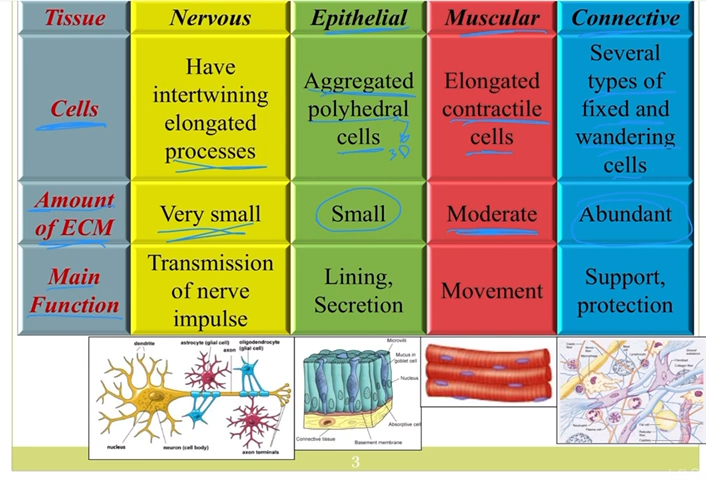 Tissue
Nervous
Epithelial
Muscular
Connective
Cells
Have
intertwining
elongated
processes
Aggregated
polyhedral
cells
3D
Elongated
contractile
cells
Several
types of
fixed and
wandering
cells
Amount
of ECM
Very small
Small
Moderate
Abundant
Main
Function
Transmission
of nerve
impulse
Lining,
Secretion
Movement
Support,
protection
dendrite
astrocyte (glial cell)
axon
oligodendrocyte
(glial cell)
nucleus
neurin (cell body)
axon terminals
Microvilli
Mucus in
goblet cell
Nucleus
Absorptive cell
Connective tissue
Basement membrane
3